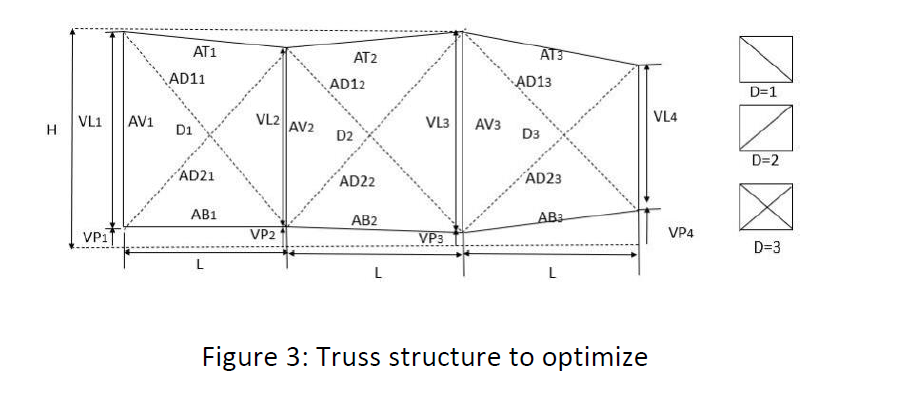 AT1
AT2
AT3
AD11
AD12
AD13
H
VL1
AV1
D1
VL2
AV2
D2
VL3
AV3
D3
VL4
D=1
D=2
D=3
AD21
AD22
AD23
AB1
AB2
AB3
VP1
VP2
VP3
VP4
L
L
L
Figure 3: Truss structure to optimize